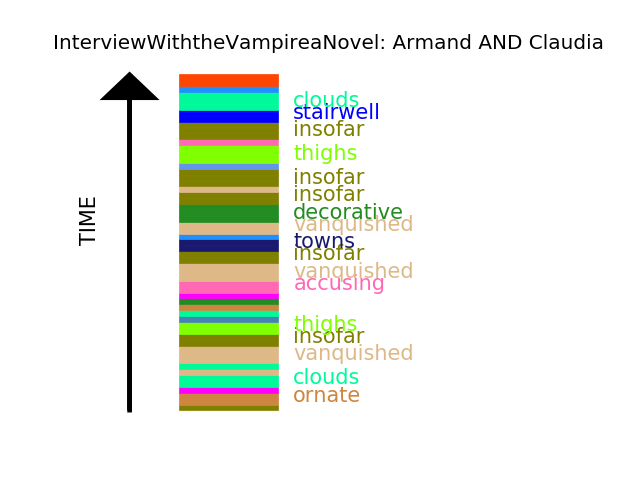 InterviewWiththeVampireaNovel: Armand AND Claudia
clouds
stairwell
insofar
thighs
insofar
insofar
decorative
vanquished
towns
insofar
vanquished
accusing
thighs
insofar
vanquished
clouds
ornate
TIME